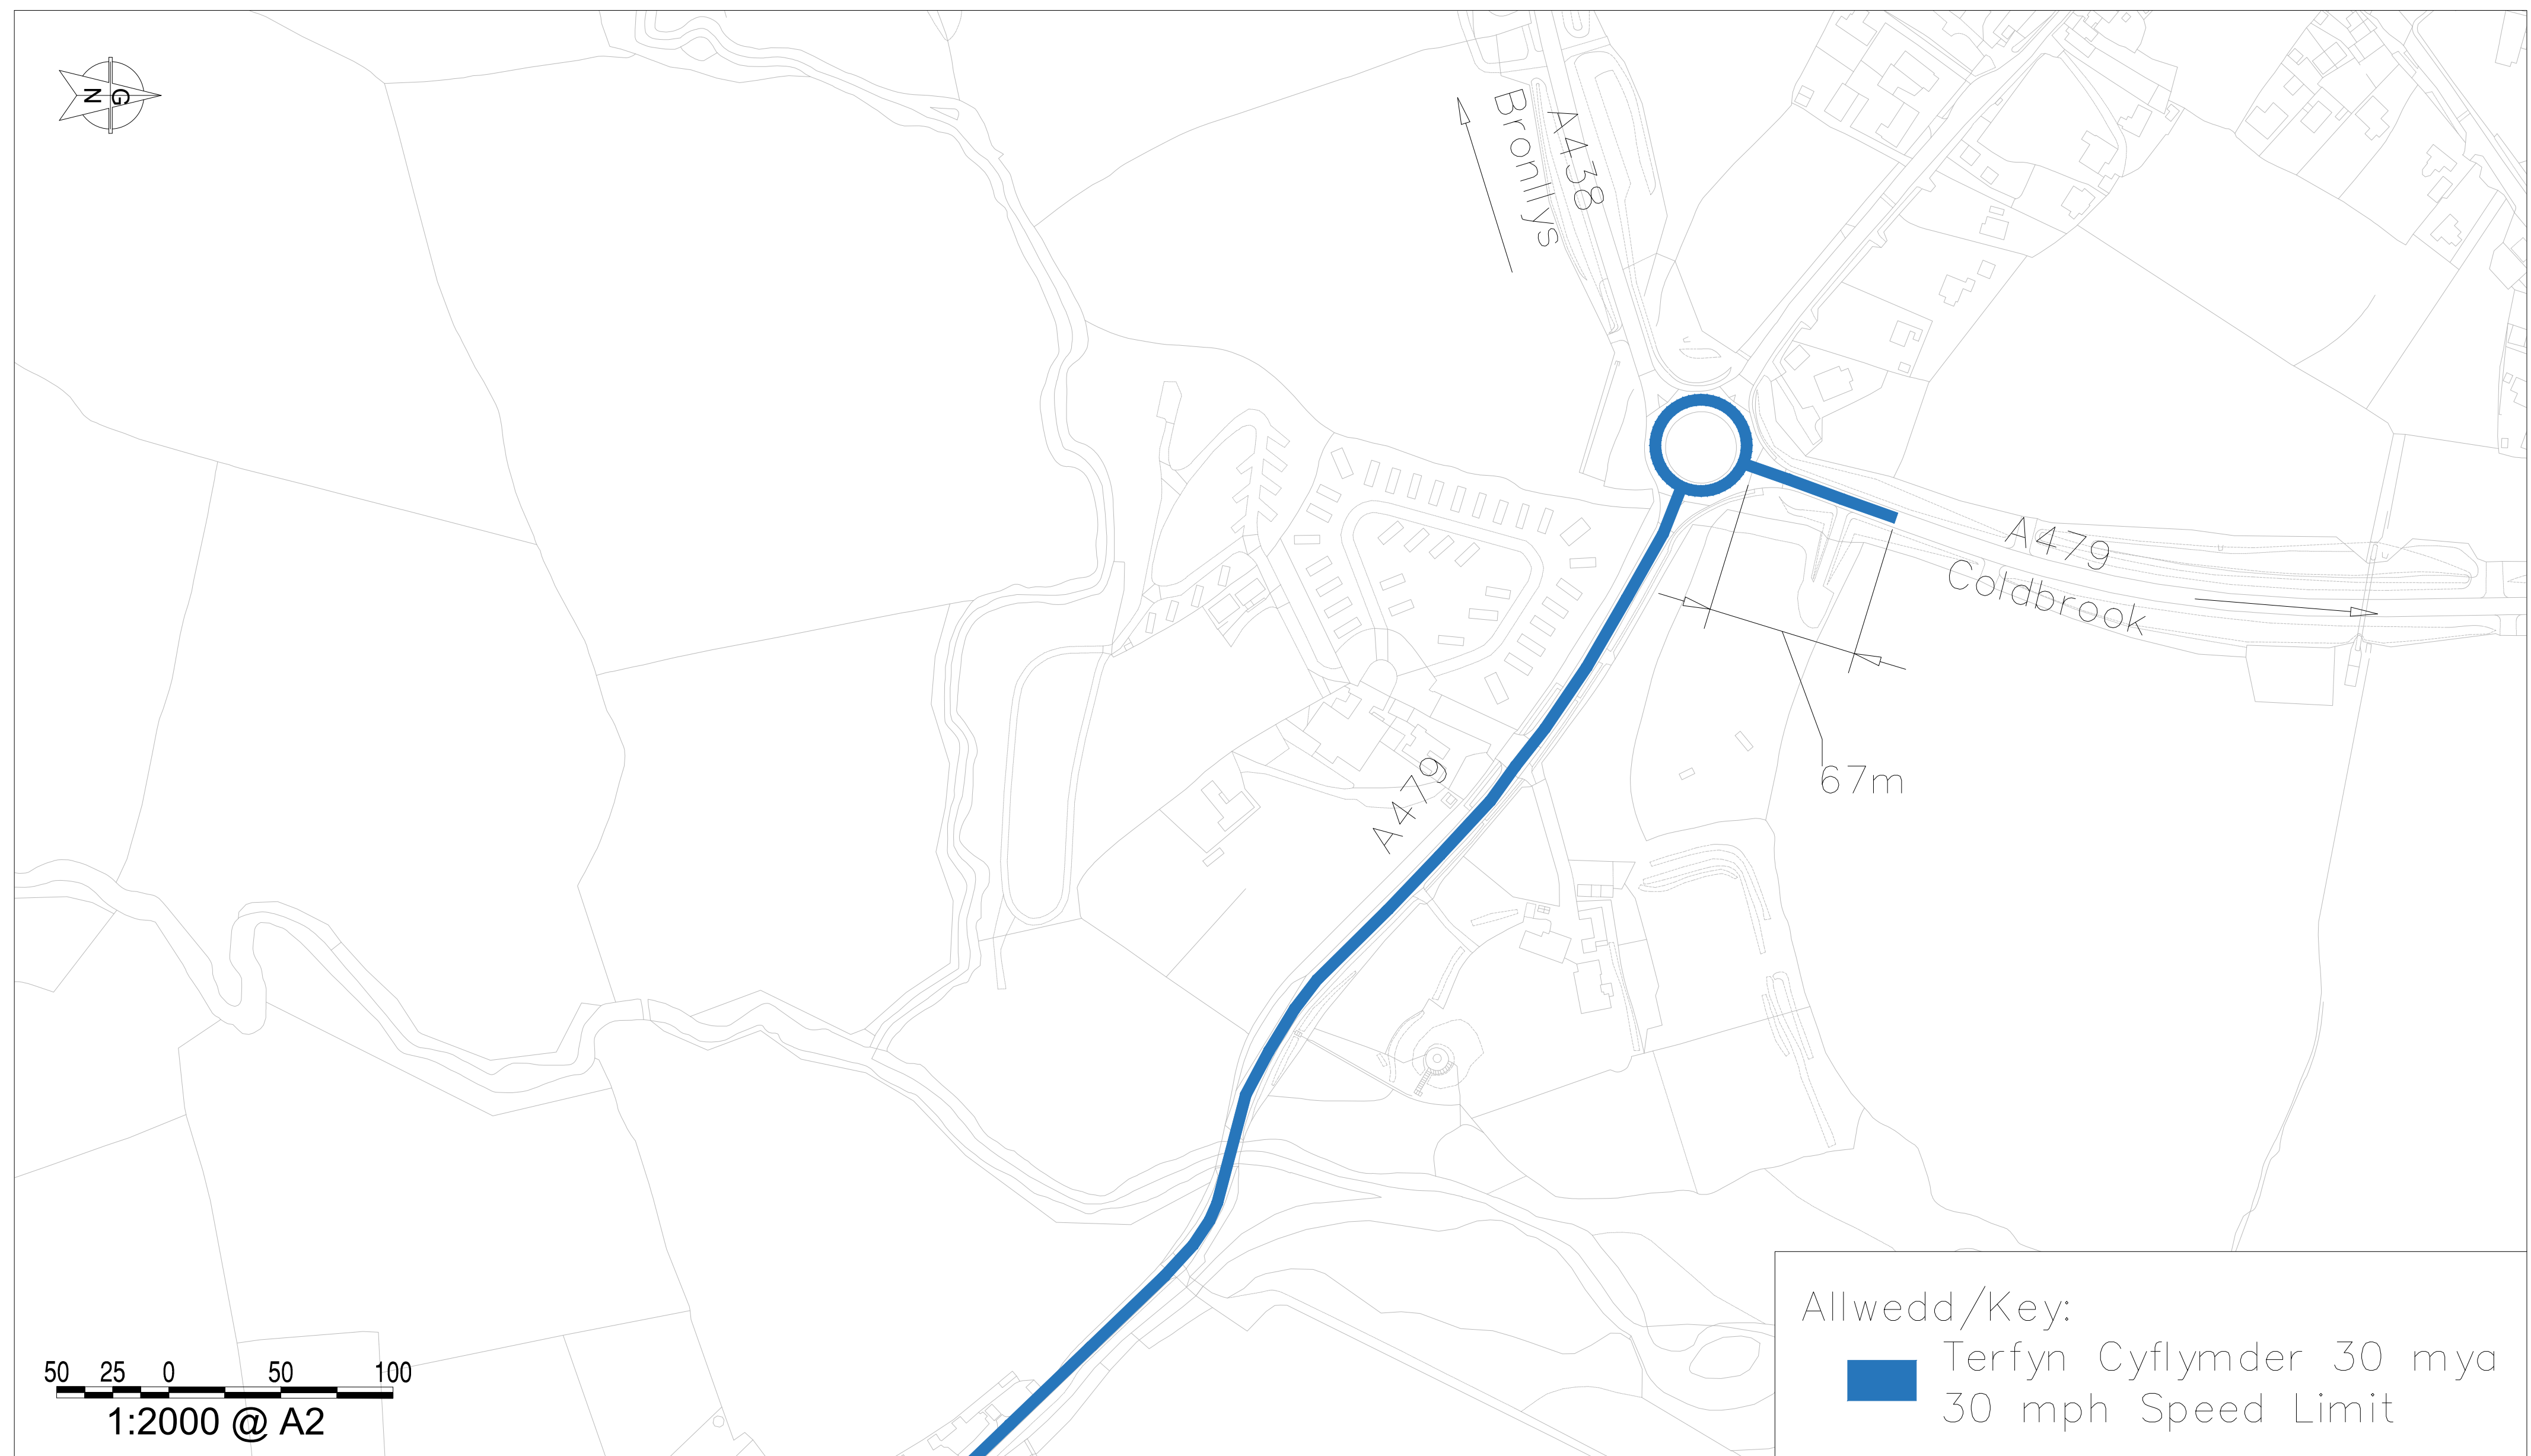 G
N
A438
Bronllys
A479
Coldbrook
A479
67m
50 25 0 50 100
1:2000 @ A2
Allwedd/Key:
Terfyn Cyflymder 30 mya
30 mph Speed Limit